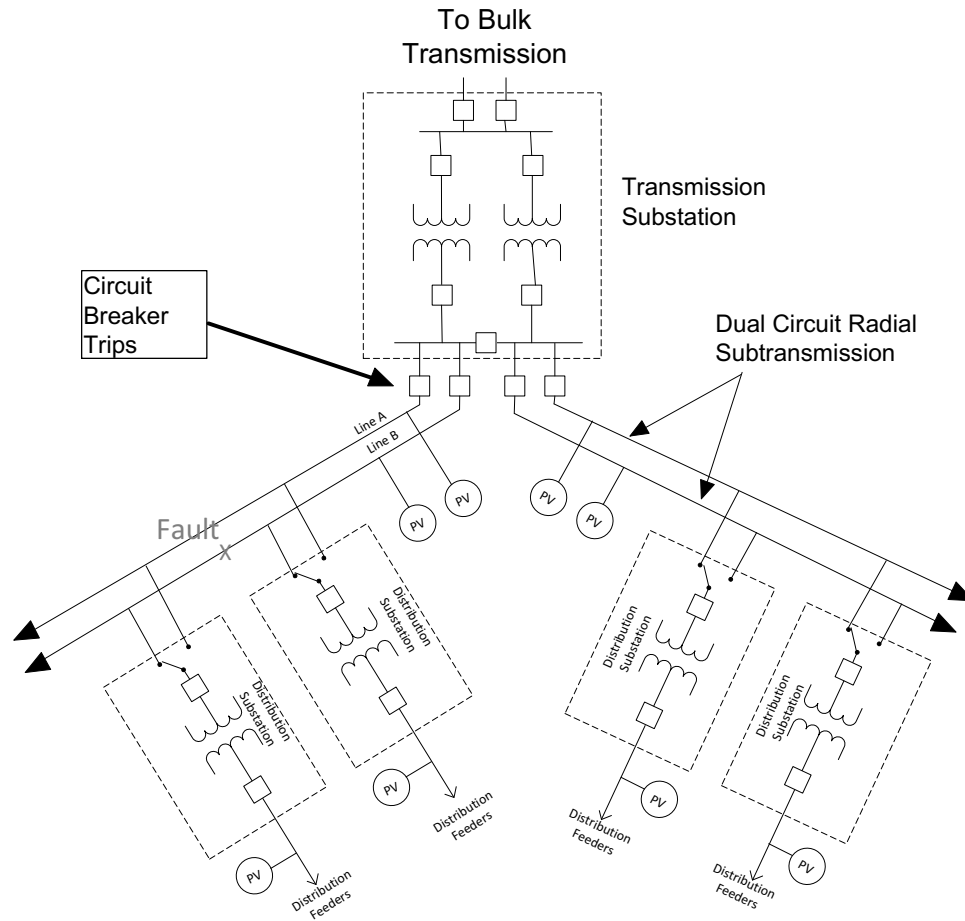 To Bulk
Transmission
Transmission
Substation
Circuit
Breaker
Trips
Dual Circuit Radial
Subtransmission
Line A
Line B
PV
PV
PV
PV
Fault
X
Distribution
Substation
Distribution
Substation
Distribution
Substation
Distribution
Substation
PV
PV
PV
PV
Distribution
Feeders
Distribution
Feeders
Distribution
Feeders
Distribution
Feeders